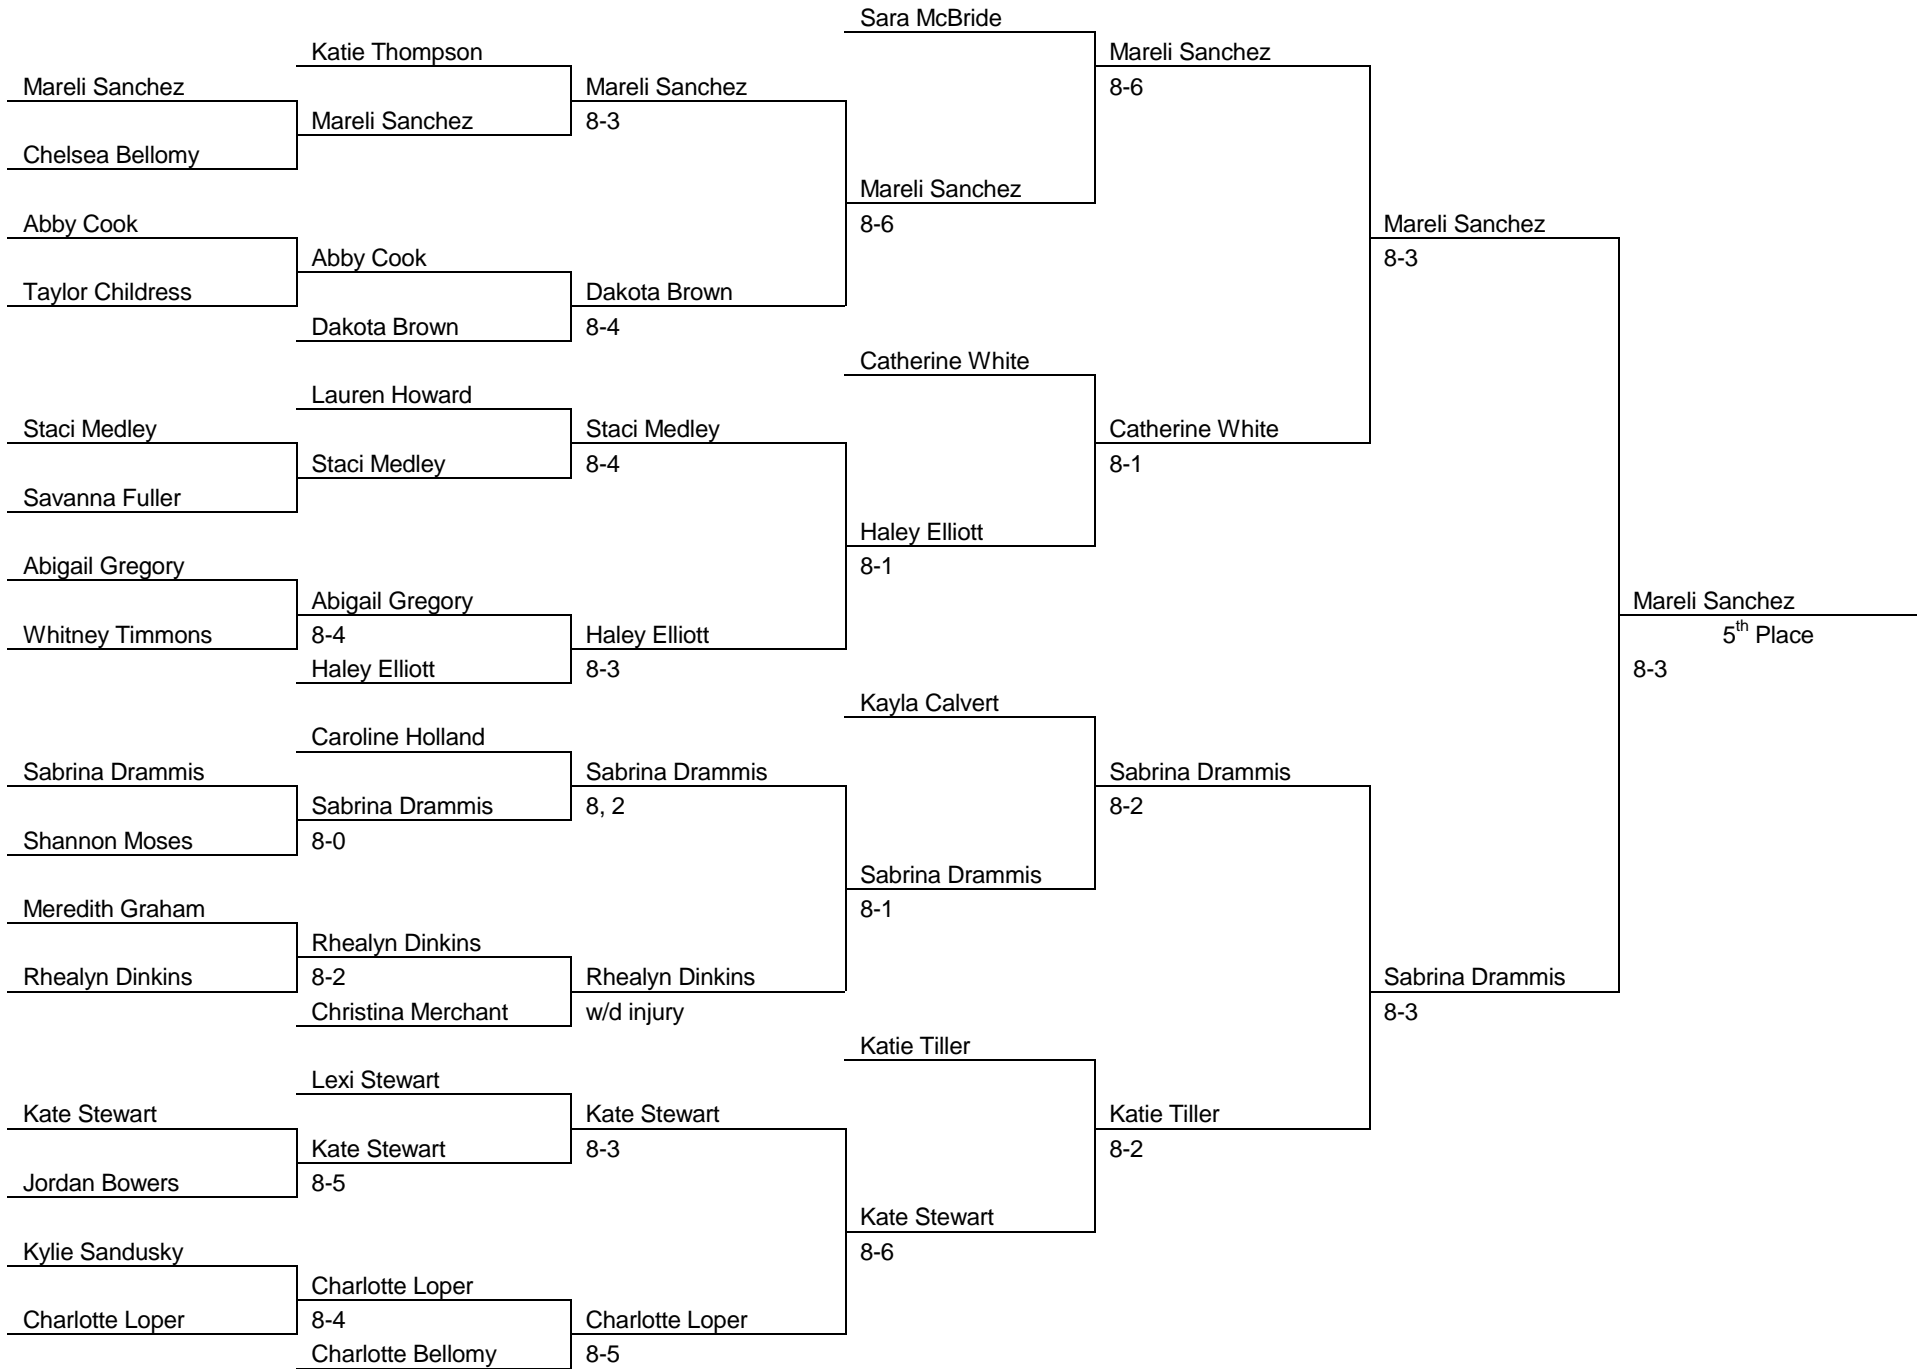 Sara McBride
Katie Thompson
Mareli Sanchez
Mareli Sanchez
Mareli Sanchez
8-6
Mareli Sanchez
8-3
Chelsea Bellomy
Mareli Sanchez
Abby Cook
8-6
Mareli Sanchez
Abby Cook
8-3
Taylor Childress
Dakota Brown
Dakota Brown
8-4
Catherine White
Lauren Howard
Staci Medley
Staci Medley
Catherine White
Staci Medley
8-4
8-1
Savanna Fuller
Haley Elliott
Abigail Gregory
8-1
Abigail Gregory
Mareli Sanchez
Whitney Timmons
8-4
Haley Elliott
5th Place
Haley Elliott
8-3
8-3
Kayla Calvert
Caroline Holland
Sabrina Drammis
Sabrina Drammis
Sabrina Drammis
Sabrina Drammis
8, 2
8-2
Shannon Moses
8-0
Sabrina Drammis
Meredith Graham
8-1
Rhealyn Dinkins
Rhealyn Dinkins
8-2
Rhealyn Dinkins
Sabrina Drammis
Christina Merchant
w/d injury
8-3
Katie Tiller
Lexi Stewart
Kate Stewart
Kate Stewart
Katie Tiller
Kate Stewart
8-3
8-2
Jordan Bowers
8-5
Kate Stewart
Kylie Sandusky
8-6
Charlotte Loper
Charlotte Loper
8-4
Charlotte Loper
Charlotte Bellomy
8-5